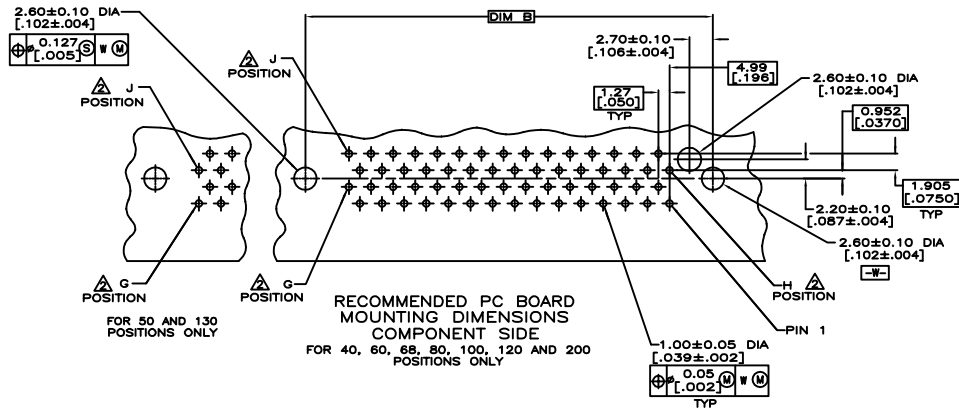 2.60±0.10 DIA
[.102±.004]
⌖ ⌀ 0.127 Ⓢ W Ⓜ
[.005]
2 J
POSITION
2 J
POSITION
DIM B
2.70±0.10
[.106±.004]
4.99
[.196]
1.27
[.050]
TYP
2.60±0.10 DIA
[.102±.004]
0.952
[.0370]
1.905
[.0750]
TYP
2.20±0.10
[.087±.004]
2.60±0.10 DIA
[.102±.004]
-W-
2 G
POSITION
2 G
POSITION
H 2
POSITION
PIN 1
FOR 50 AND 130
POSITIONS ONLY
RECOMMENDED PC BOARD
MOUNTING DIMENSIONS
COMPONENT SIDE
FOR 40, 60, 68, 80, 100, 120 AND 200
POSITIONS ONLY
1.00±0.05 DIA
[.039±.002]
⌖ ⌀ 0.05 Ⓜ W Ⓜ
[.002]
TYP